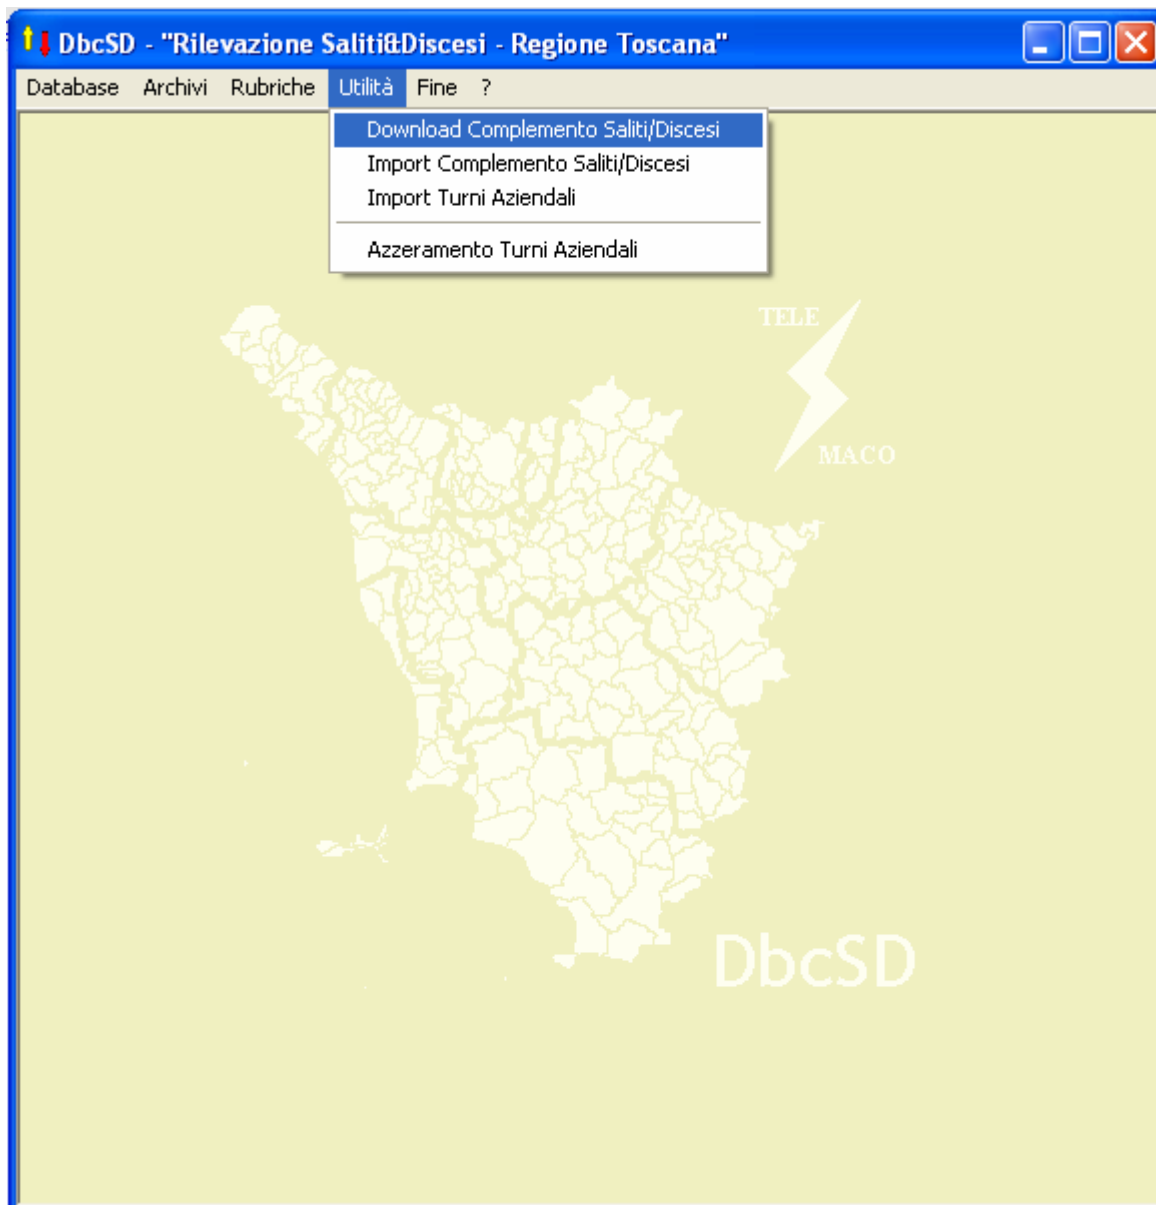 DbcSD - "Rilevazione Saliti&Discesi - Regione Toscana"
Database Archivi Rubriche Utilità Fine ?
Download Complemento Saliti/Discesi
Import Complemento Saliti/Discesi
Import Turni Aziendali
Azzeramento Turni Aziendali
TELE
MACO
DbcSD